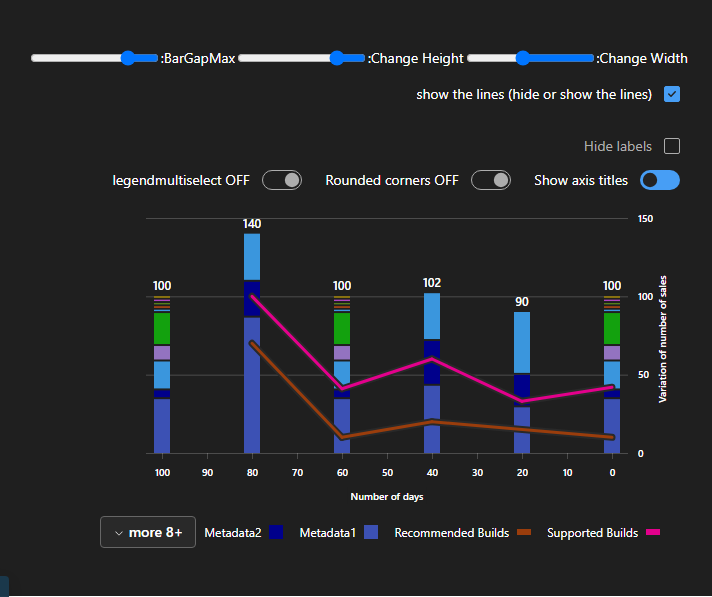 :BarGapMax :Change Height :Change Width
show the lines (hide or show the lines)
Hide labels
legendmultiselect OFF Rounded corners OFF Show axis titles
150
140
100 100 102 90 100
100
50
0
Variation of number of sales
100 90 80 70 60 50 40 30 20 10 0
Number of days
more 8+ Metadata2 Metadata1 Recommended Builds Supported Builds